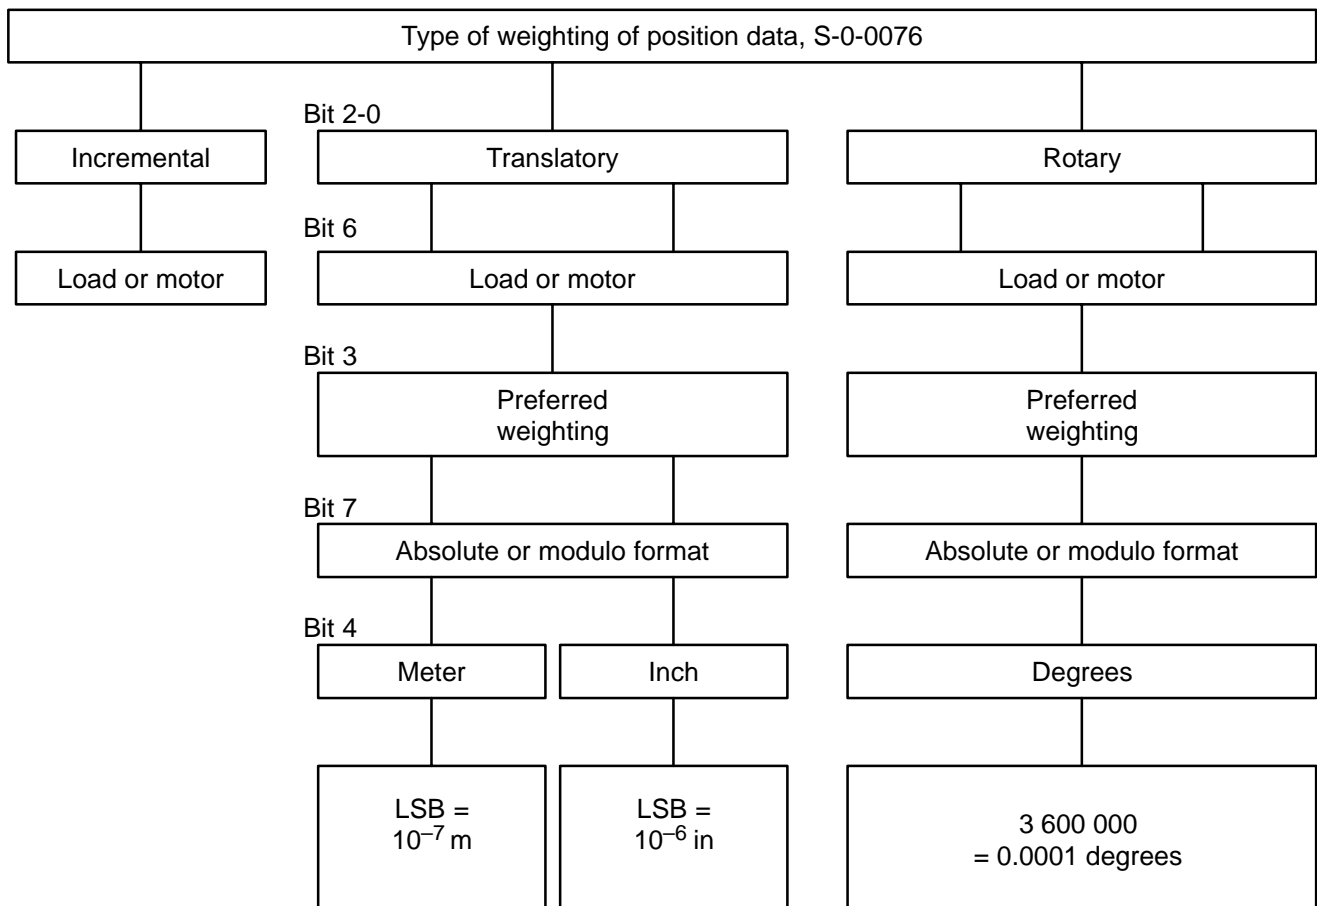 Type of weighting of position data, S-0-0076
Bit 2-0
Incremental
Translatory
Rotary
Bit 6
Load or motor
Load or motor
Load or motor
Bit 3
Preferred
weighting
Preferred
weighting
Bit 7
Absolute or modulo format
Absolute or modulo format
Bit 4
Meter
Inch
Degrees
LSB =
10⁻⁷ m
LSB =
10⁻⁶ in
3 600 000
= 0.0001 degrees